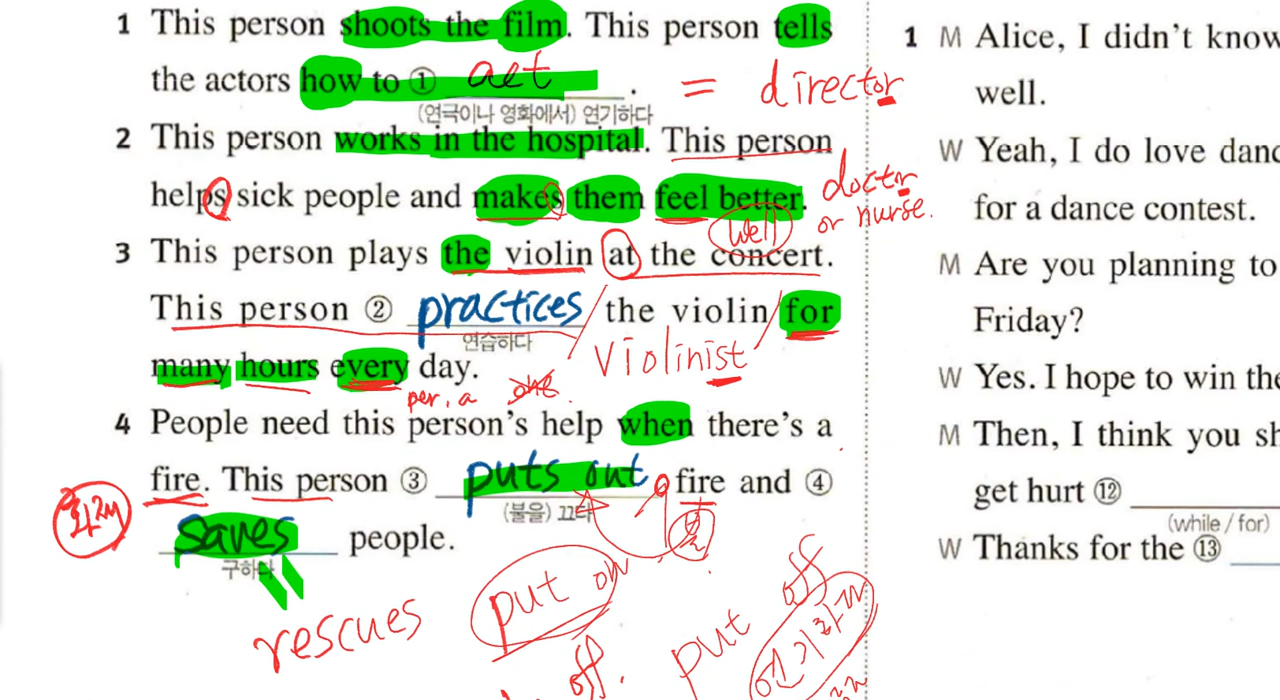 1 This person shoots the film. This person tells
the actors how to ① act . = director
(연극이나 영화에서) 연기하다
2 This person works in the hospital. This person
helps sick people and makes them feel better. doctor
or nurse.
well
3 This person plays the violin at the concert.
This person ② practices the violin for
연습하다
violinist
many hours every day.
per, a
4 People need this person's help when there's a
fire. This person ③ puts out fire and ④
(불을) 끄다
불
화재
saves people.
구하다
rescues
put on
put off
연기하다
off.
1 M Alice, I didn't know
well.
W Yeah, I do love danc
for a dance contest.
M Are you planning to
Friday?
W Yes. I hope to win the
M Then, I think you sh
get hurt ⑫
(while / for)
W Thanks for the ⑬